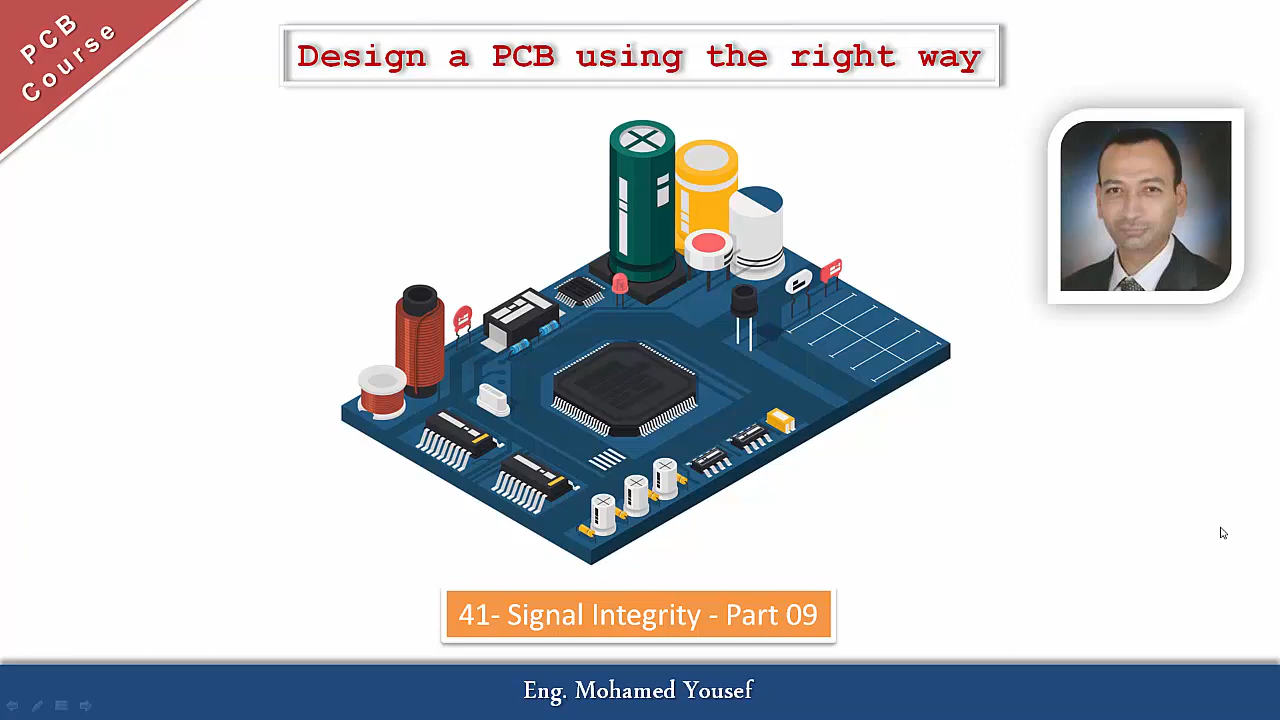 PCB
Course
Design a PCB using the right way
41- Signal Integrity - Part 09
Eng. Mohamed Yousef